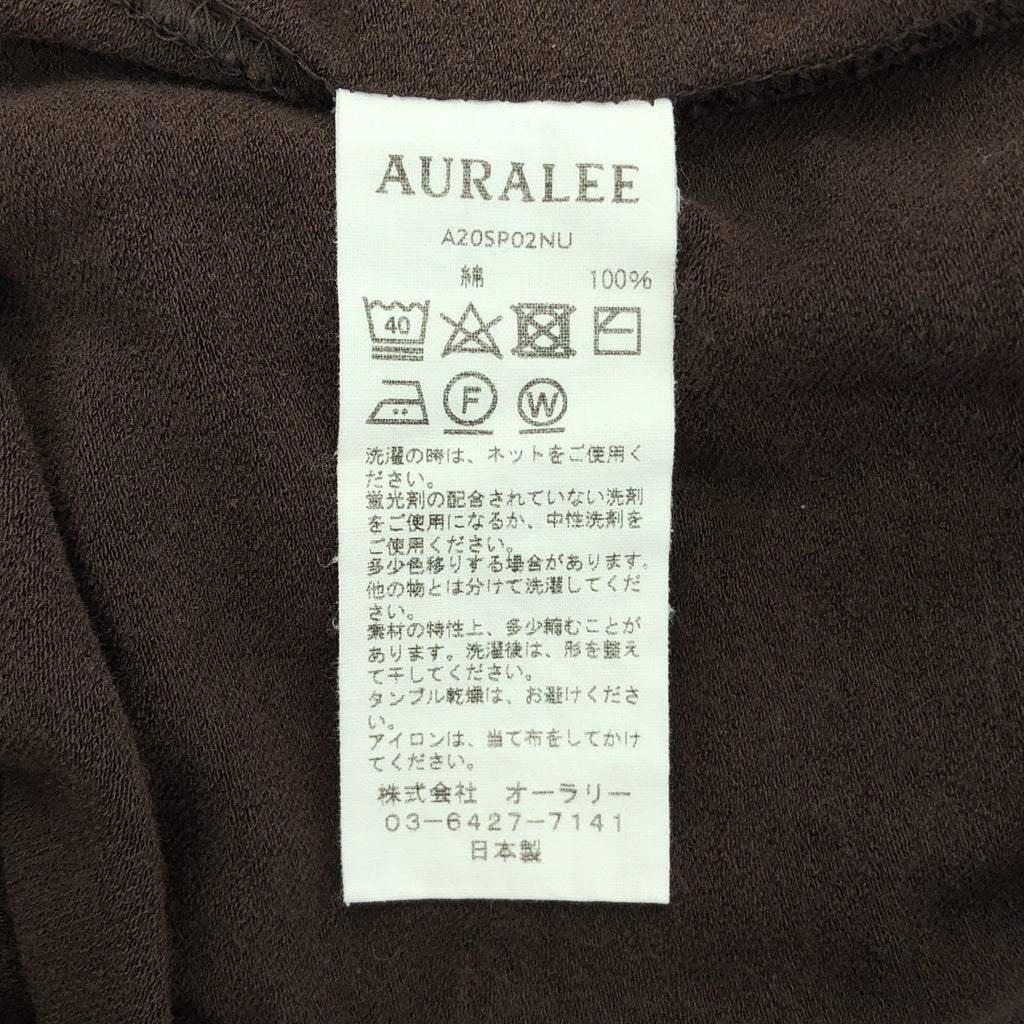 AURALEE
A20SP02NU
綿 100%
40
F W
洗濯の時は、ネットをご使用く
ださい。
蛍光剤の配合されていない洗剤
をご使用になるか、中性洗剤を
ご使用ください。
多少色移りする場合があります。
他の物とは分けて洗濯してくだ
さい。
素材の特性上、多少縮むことが
あります。洗濯後は、形を整え
て干してください。
タンブル乾燥は、お避けくださ
い。
アイロンは、当て布をしてかけ
てください。
株式会社 オーラリー
03-6427-7141
日本製